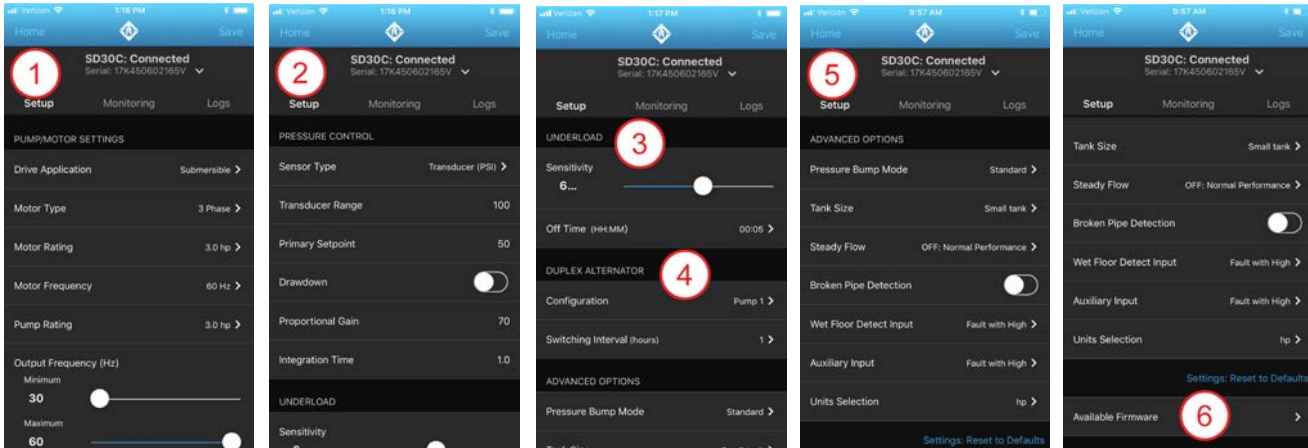 Verizon 1:16 PM
Home Save
1
SD30C: Connected
Serial: 17K450602165V
Setup Monitoring Logs
PUMP/MOTOR SETTINGS
Drive Application Submersible >
Motor Type 3 Phase >
Motor Rating 3.0 hp >
Motor Frequency 60 Hz >
Pump Rating 3.0 hp >
Output Frequency (Hz)
Minimum
30
Maximum
60
Verizon 1:16 PM
Home Save
2
SD30C: Connected
Serial: 17K450602165V
Setup Monitoring Logs
PRESSURE CONTROL
Sensor Type Transducer (PSI) >
Transducer Range 100
Primary Setpoint 50
Drawdown
Proportional Gain 70
Integration Time 1.0
UNDERLOAD
Sensitivity
Verizon 1:17 PM
Home Save
SD30C: Connected
Serial: 17K450602165V
Setup Monitoring Logs
UNDERLOAD
3
Sensitivity
6...
Off Time (HH:MM) 00:05 >
DUPLEX ALTERNATOR
4
Configuration Pump 1 >
Switching Interval (hours) 1 >
ADVANCED OPTIONS
Pressure Bump Mode Standard >
Verizon 9:57 AM
Home Save
5
SD30C: Connected
Serial: 17K450602165V
Setup Monitoring Logs
ADVANCED OPTIONS
Pressure Bump Mode Standard >
Tank Size Small tank >
Steady Flow OFF: Normal Performance >
Broken Pipe Detection
Wet Floor Detect Input Fault with High >
Auxiliary Input Fault with High >
Units Selection hp >
Settings: Reset to Defaults
Verizon 9:57 AM
Home Save
SD30C: Connected
Serial: 17K450602165V
Setup Monitoring Logs
Tank Size Small tank >
Steady Flow OFF: Normal Performance >
Broken Pipe Detection
Wet Floor Detect Input Fault with High >
Auxiliary Input Fault with High >
Units Selection hp >
Settings: Reset to Defaults
Available Firmware >
6